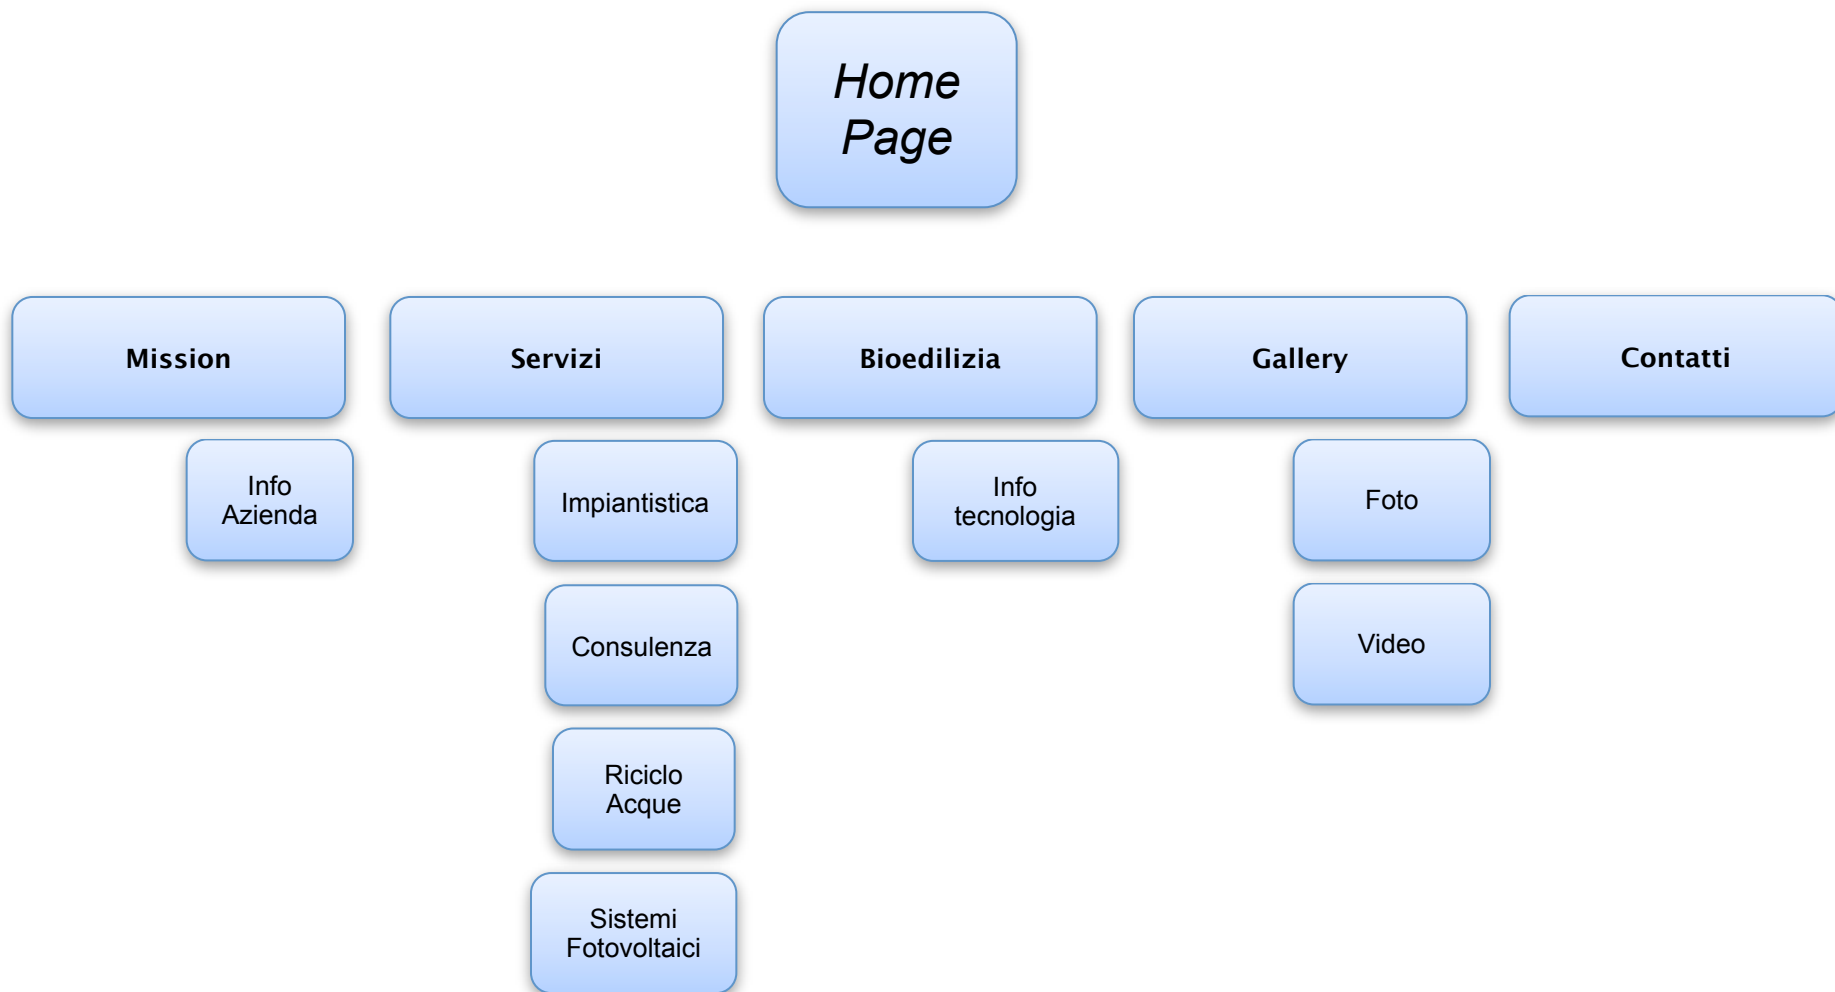 Home
Page
Mission
Servizi
Bioedilizia
Gallery
Contatti
Info
Azienda
Impiantistica
Info
tecnologia
Foto
Consulenza
Video
Riciclo
Acque
Sistemi
Fotovoltaici